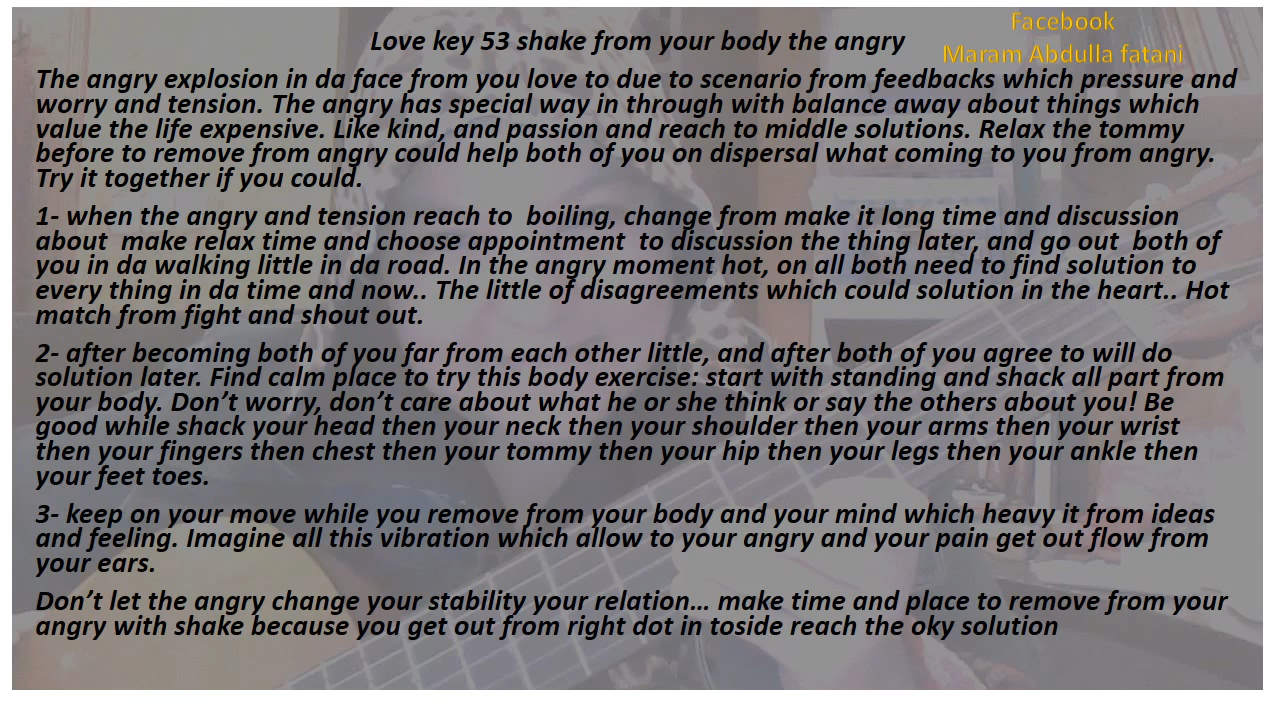 Facebook
Maram Abdulla fatani
Love key 53 shake from your body the angry
The angry explosion in da face from you love to due to scenario from feedbacks which pressure and
worry and tension. The angry has special way in through with balance away about things which
value the life expensive. Like kind, and passion and reach to middle solutions. Relax the tommy
before to remove from angry could help both of you on dispersal what coming to you from angry.
Try it together if you could.
1- when the angry and tension reach to  boiling, change from make it long time and discussion
about  make relax time and choose appointment  to discussion the thing later, and go out  both of
you in da walking little in da road. In the angry moment hot, on all both need to find solution to
every thing in da time and now.. The little of disagreements which could solution in the heart.. Hot
match from fight and shout out.
2- after becoming both of you far from each other little, and after both of you agree to will do
solution later. Find calm place to try this body exercise: start with standing and shack all part from
your body. Don’t worry, don’t care about what he or she think or say the others about you! Be
good while shack your head then your neck then your shoulder then your arms then your wrist
then your fingers then chest then your tommy then your hip then your legs then your ankle then
your feet toes.
3- keep on your move while you remove from your body and your mind which heavy it from ideas
and feeling. Imagine all this vibration which allow to your angry and your pain get out flow from
your ears.
Don’t let the angry change your stability your relation… make time and place to remove from your
angry with shake because you get out from right dot in toside reach the oky solution